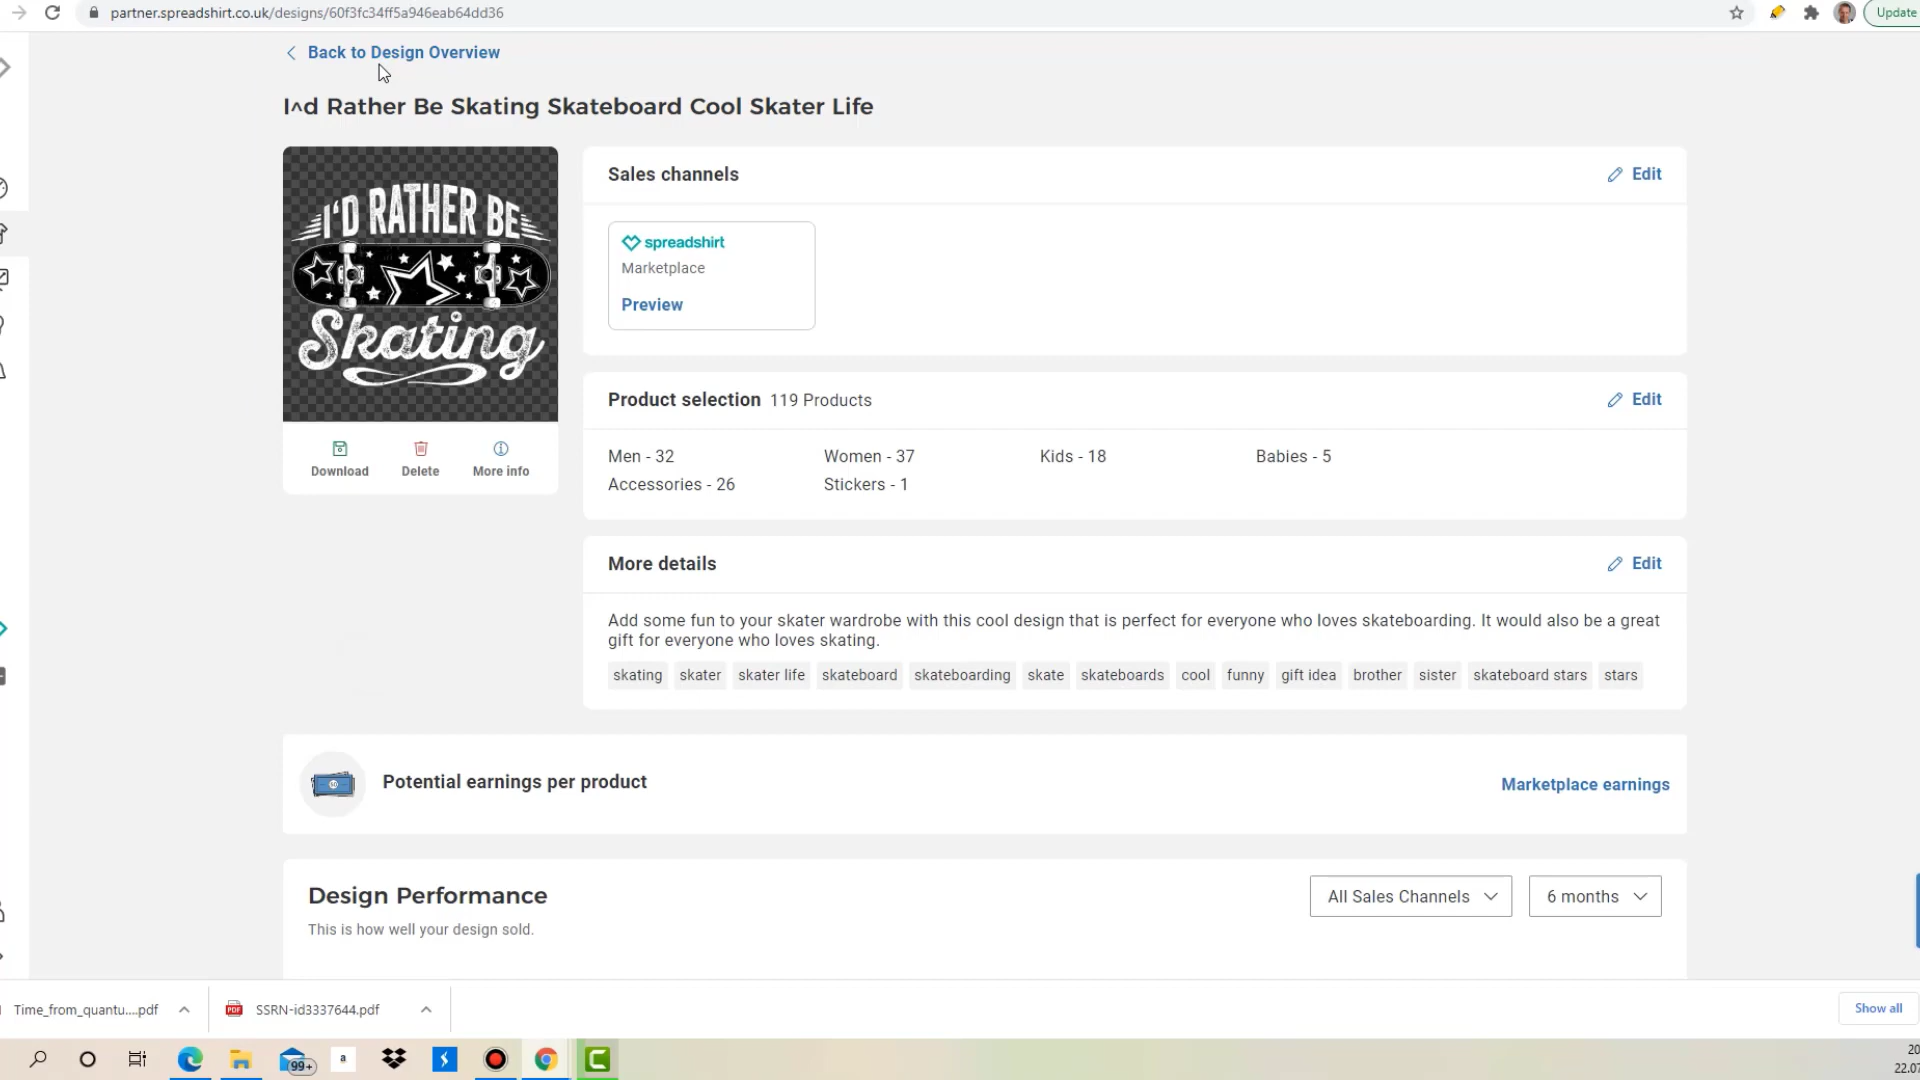 partner.spreadshirt.co.uk/designs/60f3fc34ff5a946eab64dd36
Update
Back to Design Overview
I^d Rather Be Skating Skateboard Cool Skater Life
I'D RATHER BE
Skating
Download
Delete
More info
Sales channels
Edit
spreadshirt
Marketplace
Preview
Product selection 119 Products
Edit
Men - 32
Women - 37
Kids - 18
Babies - 5
Accessories - 26
Stickers - 1
More details
Edit
Add some fun to your skater wardrobe with this cool design that is perfect for everyone who loves skateboarding. It would also be a great
gift for everyone who loves skating.
skating skater skater life skateboard skateboarding skate skateboards cool funny gift idea brother sister skateboard stars stars
Potential earnings per product
Marketplace earnings
Design Performance
All Sales Channels
6 months
This is how well your design sold.
Time_from_quantu....pdf
PDF
SSRN-id3337644.pdf
Show all
99+
a
20
22.07